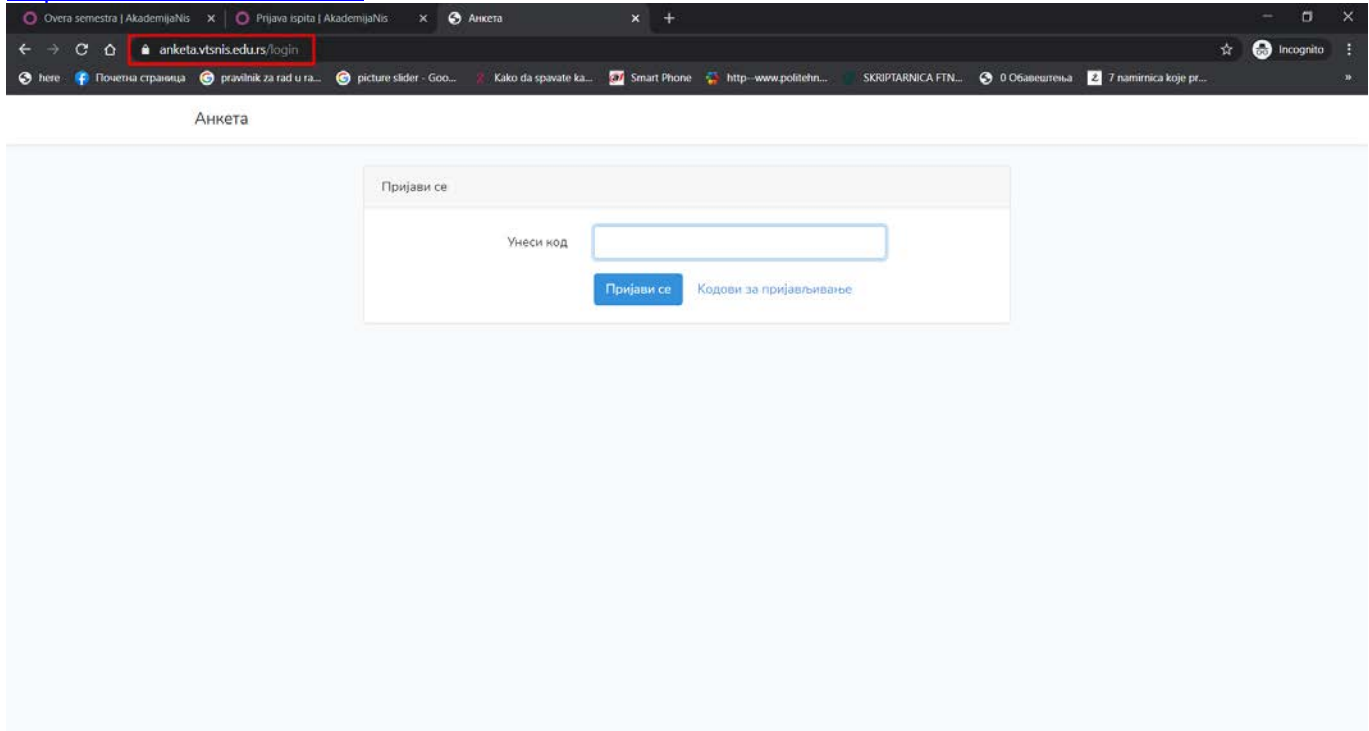 Overa semestra | AkademijaNis
Prijava ispita | AkademijaNis
Анкета
anketa.vtsnis.edu.rs/login
Incognito
here
Почетна страница
pravilnik za rad u ra...
picture slider - Goo...
Kako da spavate ka...
Smart Phone
http--www.politehn...
SKRIPTARNICA FTN...
0 Обавештења
7 namirnica koje pr...
Анкета
Пријави се
Унеси код
Пријави се
Кодови за пријављивање